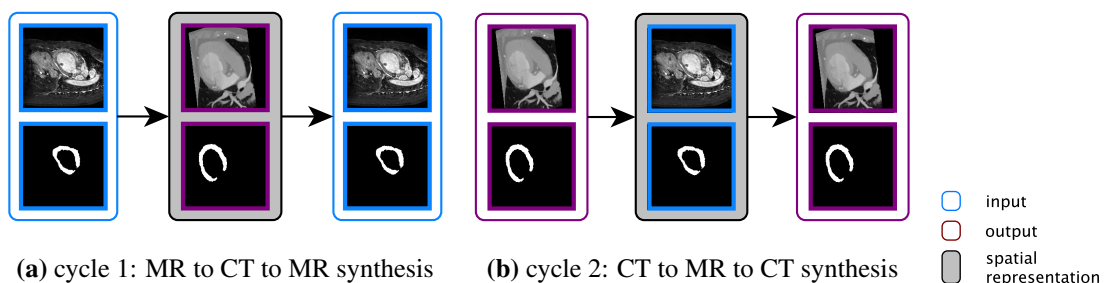 input
output
spatial
representation
(a) cycle 1: MR to CT to MR synthesis
(b) cycle 2: CT to MR to CT synthesis